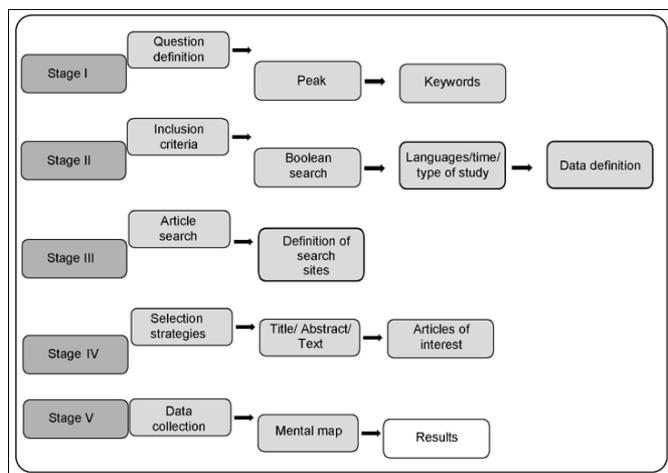 Question
definition
Stage I
Peak
Keywords
Inclusion
criteria
Stage II
Boolean search
Languages/time/
type of study
Data definition
Article
search
Stage III
Definition of
search
sites
Selection
strategies
Stage IV
Title/ Abstract/
Text
Articles of
interest
Stage V
Data
collection
Mental map
Results